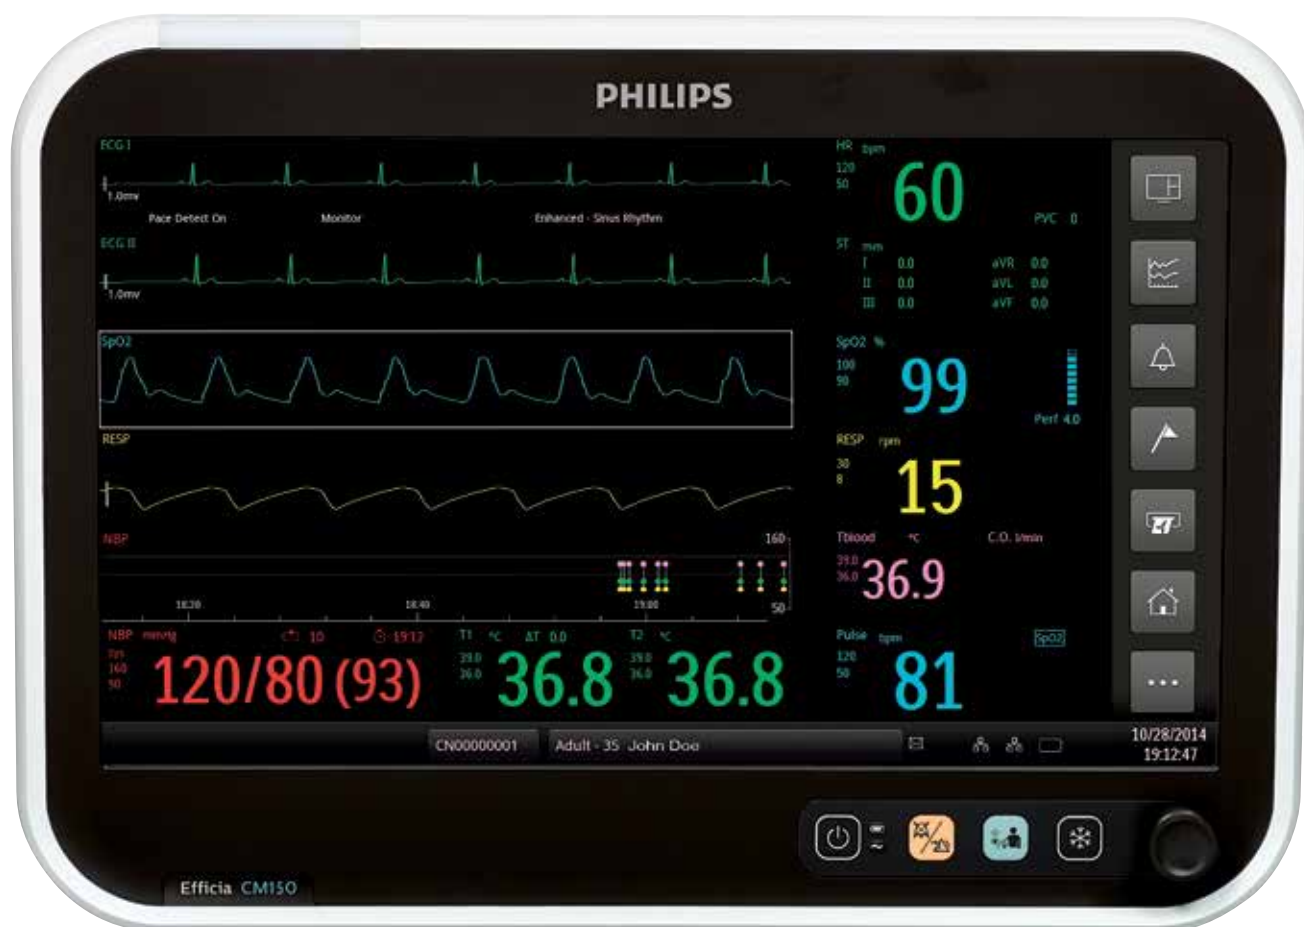 PHILIPS
ECG I
1.0mv
Pace Detect On Monitor Enhanced - Sinus Rhythm
ECG II
1.0mv
SpO2
RESP
NBP
160
50
18:20 18:40 19:00
HR bpm
120
50
60
PVC 0
ST mm
I 0.0 aVR 0.0
II 0.0 aVL 0.0
III 0.0 aVF 0.0
SpO2 %
100
90
99
Perf 4.0
RESP rpm
30
8
15
Tblood °C C.O. l/min
39.0
36.0
36.9
NBP mmHg 10 19:12
160
90
120/80 (93)
T1 °C ΔT 0.0
39.0
36.0
36.8
T2 °C
39.0
36.0
36.8
Pulse bpm SpO2
120
50
81
CN00000001 Adult - 35 John Doe
10/28/2014
19:12:47
Efficia CM150